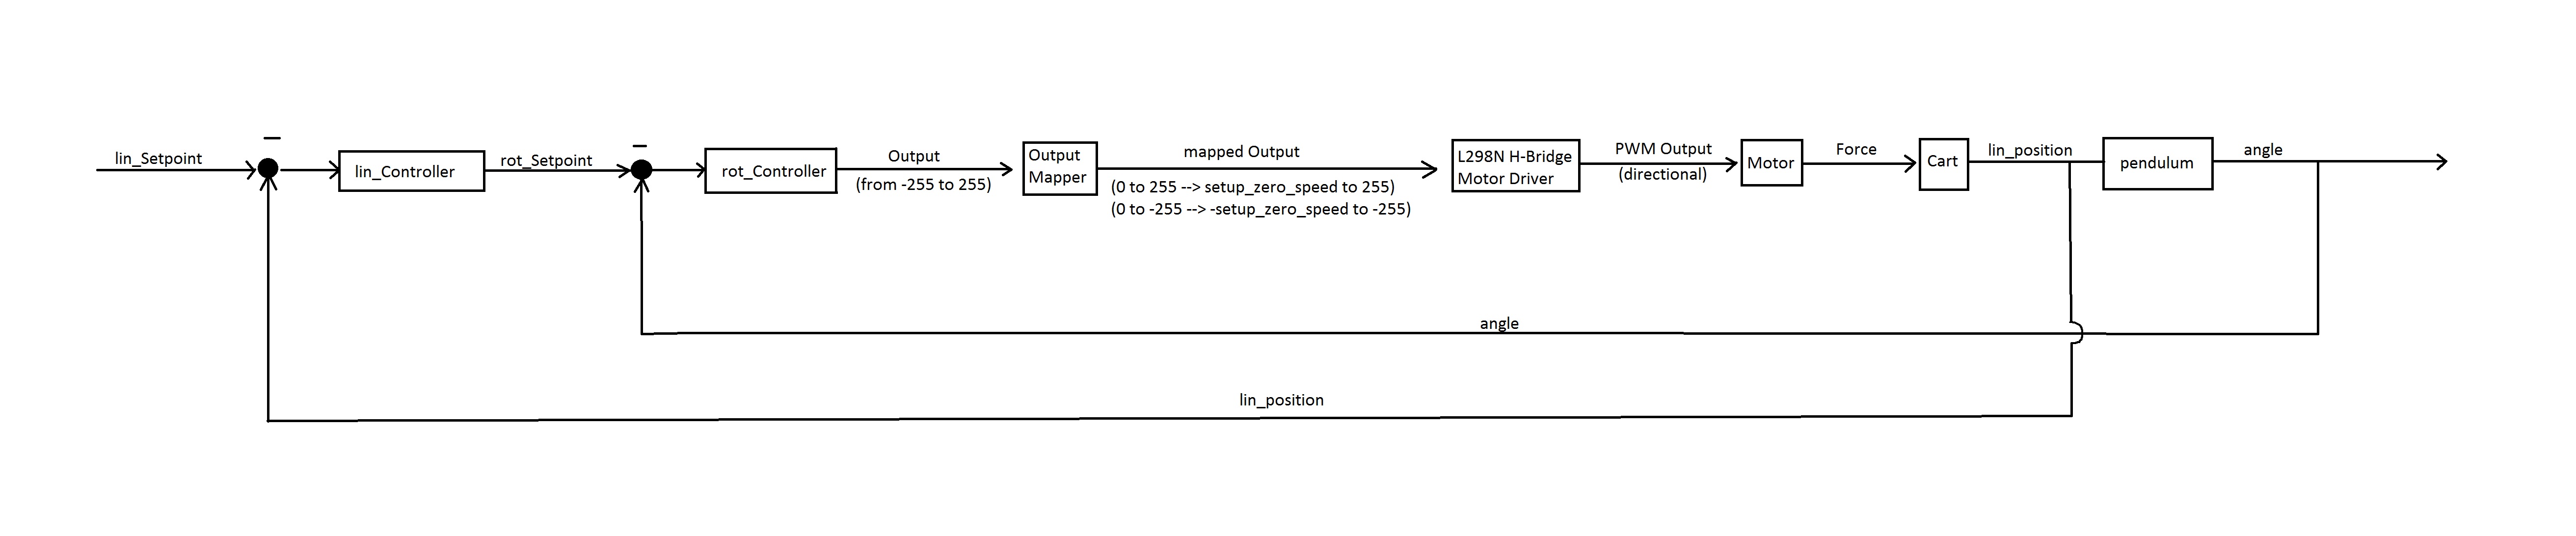 lin_Setpoint
−
lin_Controller
rot_Setpoint
−
rot_Controller
Output
(from -255 to 255)
Output
Mapper
mapped Output
(0 to 255 --> setup_zero_speed to 255)
(0 to -255 --> -setup_zero_speed to -255)
L298N H-Bridge
Motor Driver
PWM Output
(directional)
Motor
Force
Cart
lin_position
pendulum
angle
angle
lin_position